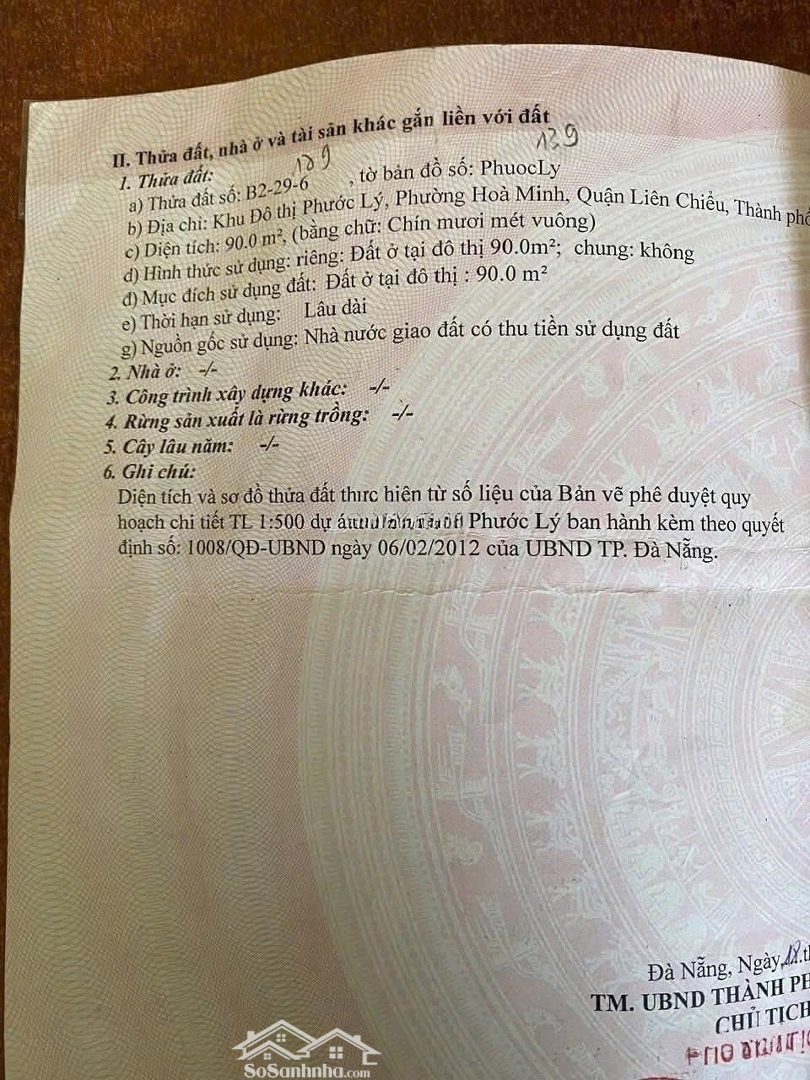 II. Thửa đất, nhà ở và tài sản khác gắn liền với đất
1. Thửa đất:
139
a) Thửa đất số: B2-29-6 , tờ bản đồ số: PhuocLy
b) Địa chỉ: Khu Đô thị Phước Lý, Phường Hoà Minh, Quận Liên Chiểu, Thành phố
c) Diện tích: 90.0 m², (bằng chữ: Chín mươi mét vuông)
d) Hình thức sử dụng: riêng: Đất ở tại đô thị 90.0m²; chung: không
đ) Mục đích sử dụng đất: Đất ở tại đô thị : 90.0 m²
e) Thời hạn sử dụng: Lâu dài
g) Nguồn gốc sử dụng: Nhà nước giao đất có thu tiền sử dụng đất
2. Nhà ở: -/-
3. Công trình xây dựng khác: -/-
4. Rừng sản xuất là rừng trồng: -/-
5. Cây lâu năm: -/-
6. Ghi chú:
Diện tích và sơ đồ thửa đất thực hiện từ số liệu của Bản vẽ phê duyệt quy
hoạch chi tiết TL 1:500 dự án Phước Lý ban hành kèm theo quyết
định số: 1008/QĐ-UBND ngày 06/02/2012 của UBND TP. Đà Nẵng.
Đà Nẵng, Ngày 18 th
TM. UBND THÀNH PH
CHỦ TỊCH
SoSanhnha.com